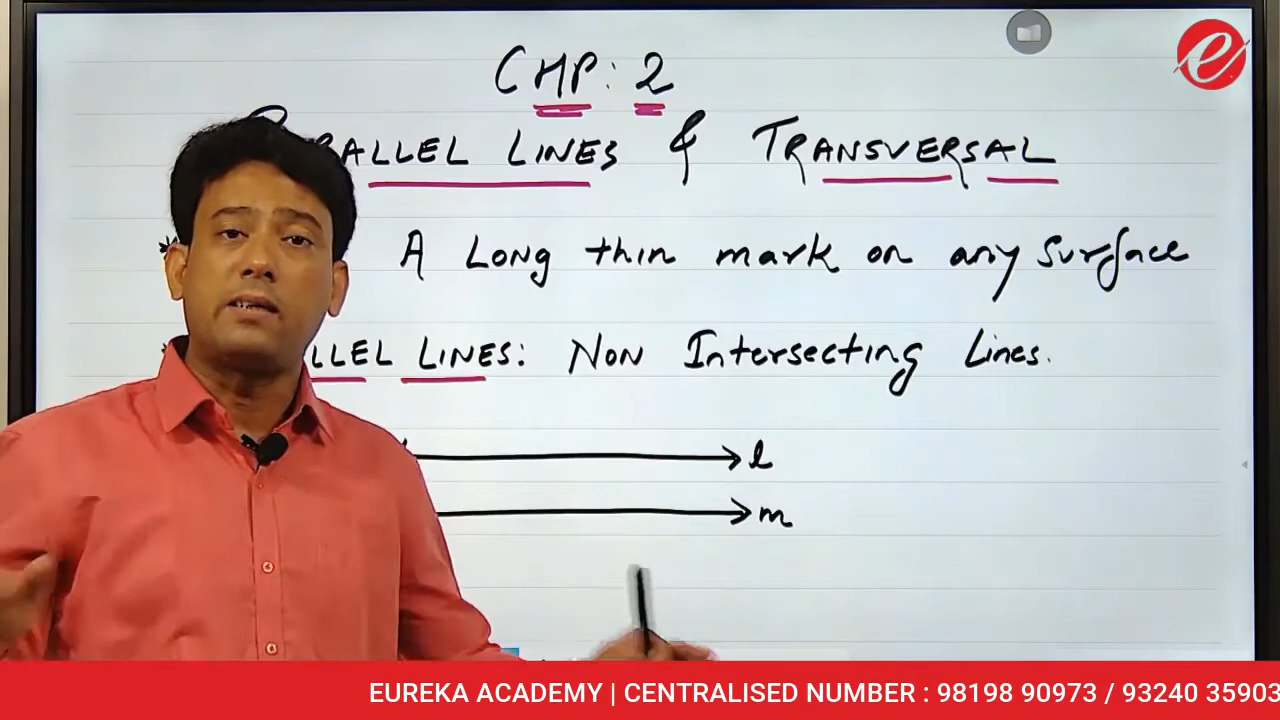 CHP: 2
PARALLEL LINES & TRANSVERSAL
A Long thin mark on any surface
LLEL LINES: NON Intersecting Lines.
l
m
EUREKA ACADEMY | CENTRALISED NUMBER : 98198 90973 / 93240 35903